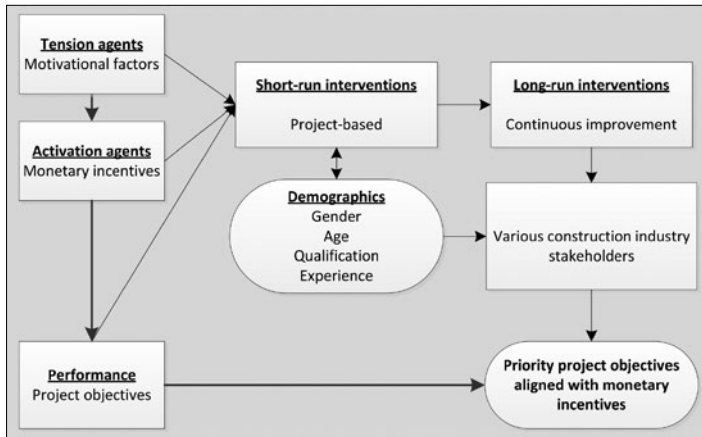 Tension agents
Motivational factors
Activation agents
Monetary incentives
Performance
Project objectives
Short-run interventions
Project-based
Demographics
Gender
Age
Qualification
Experience
Long-run interventions
Continuous improvement
Various construction industry
stakeholders
Priority project objectives
aligned with monetary
incentives